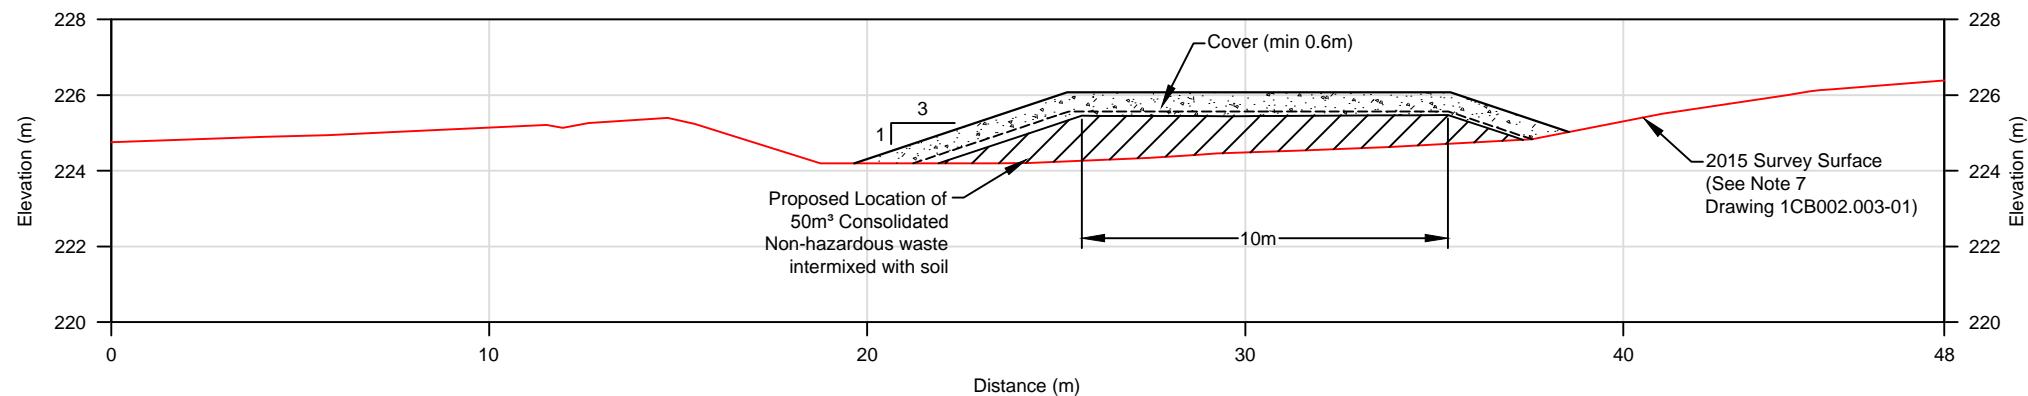 228
226
224
222
220
Elevation (m)
Cover (min 0.6m)
3
1
Proposed Location of
50m³ Consolidated
Non-hazardous waste
intermixed with soil
10m
2015 Survey Surface
(See Note 7
Drawing 1CB002.003-01)
228
226
224
222
220
Elevation (m)
0
10
20
30
40
48
Distance (m)